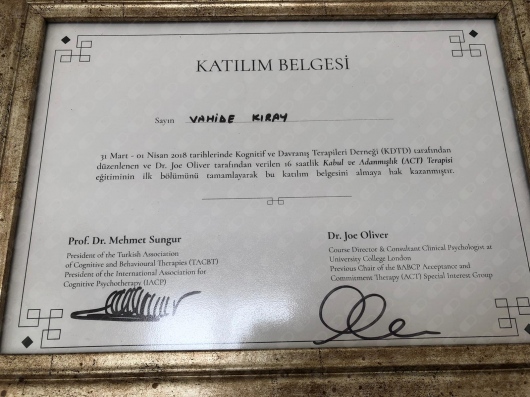 KATILIM BELGESİ
Sayın VAHİDE KIRAY
31 Mart - 01 Nisan 2018 tarihlerinde Kognitif ve Davranış Terapileri Derneği (KDTD) tarafından
düzenlenen ve Dr. Joe Oliver tarafından verilen 16 saatlik Kabul ve Adanmışlık (ACT) Terapisi
eğitiminin ilk bölümünü tamamlayarak bu katılım belgesini almaya hak kazanmıştır.
Prof. Dr. Mehmet Sungur
President of the Turkish Association
of Cognitive and Behavioural Therapies (TACBT)
President of the International Association for
Cognitive Psychotherapy (IACP)
Dr. Joe Oliver
Course Director & Consultant Clinical Psychologist at
University College London
Previous Chair of the BABCP Acceptance and
Commitment Therapy (ACT) Special Interest Group